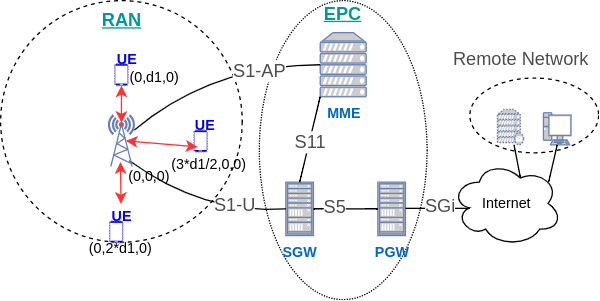 RAN
EPC
UE
(0,d1,0)
S1-AP
Remote Network
MME
UE
S11
(3*d1/2,0,0)
(0,0,0)
S1-U
S5
SGi
Internet
UE
(0,2*d1,0)
SGW
PGW